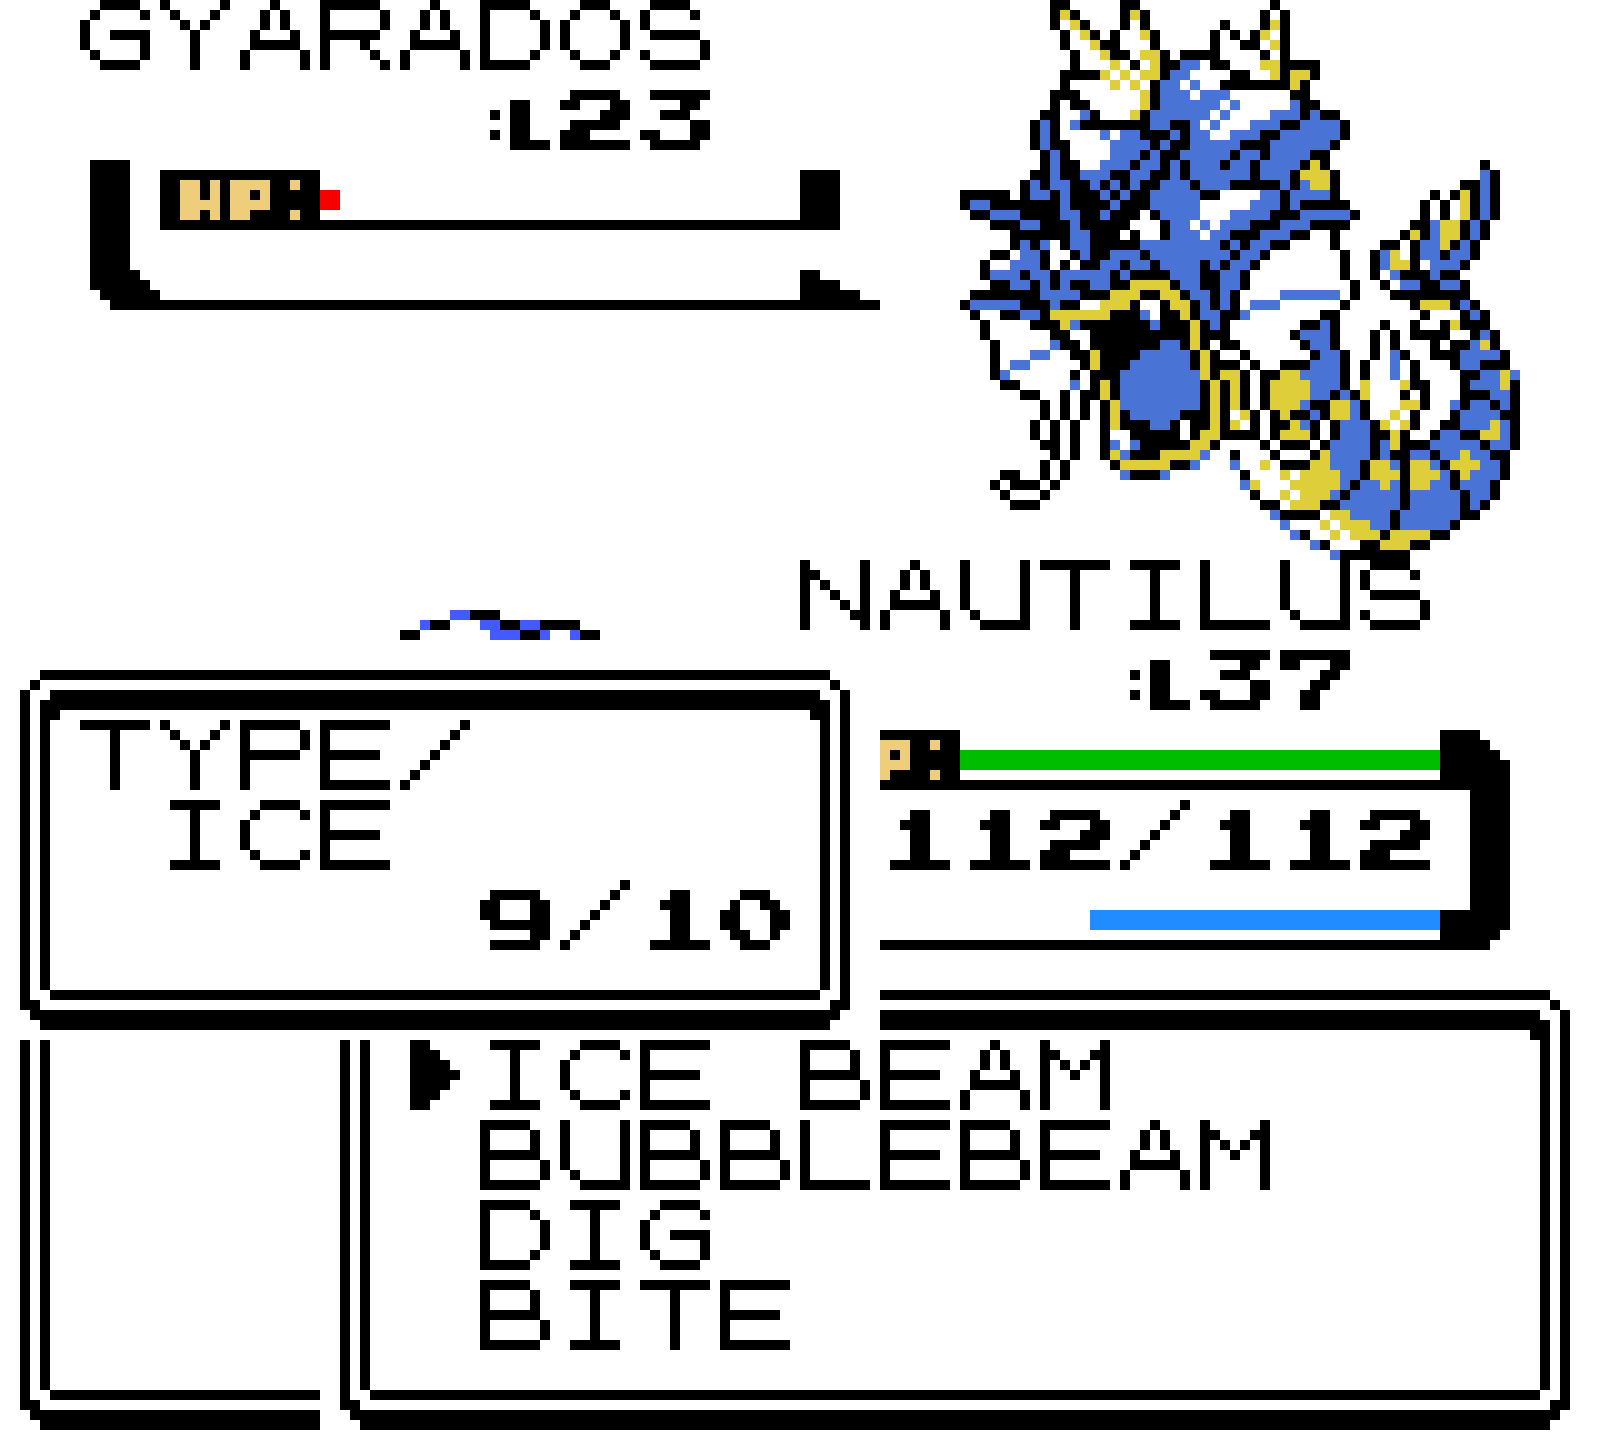 GYARADOS
:L23
HP:
NAUTILUS
:L37
P:
112/112
TYPE/
ICE
9/10
▶ICE BEAM
BUBBLEBEAM
DIG
BITE